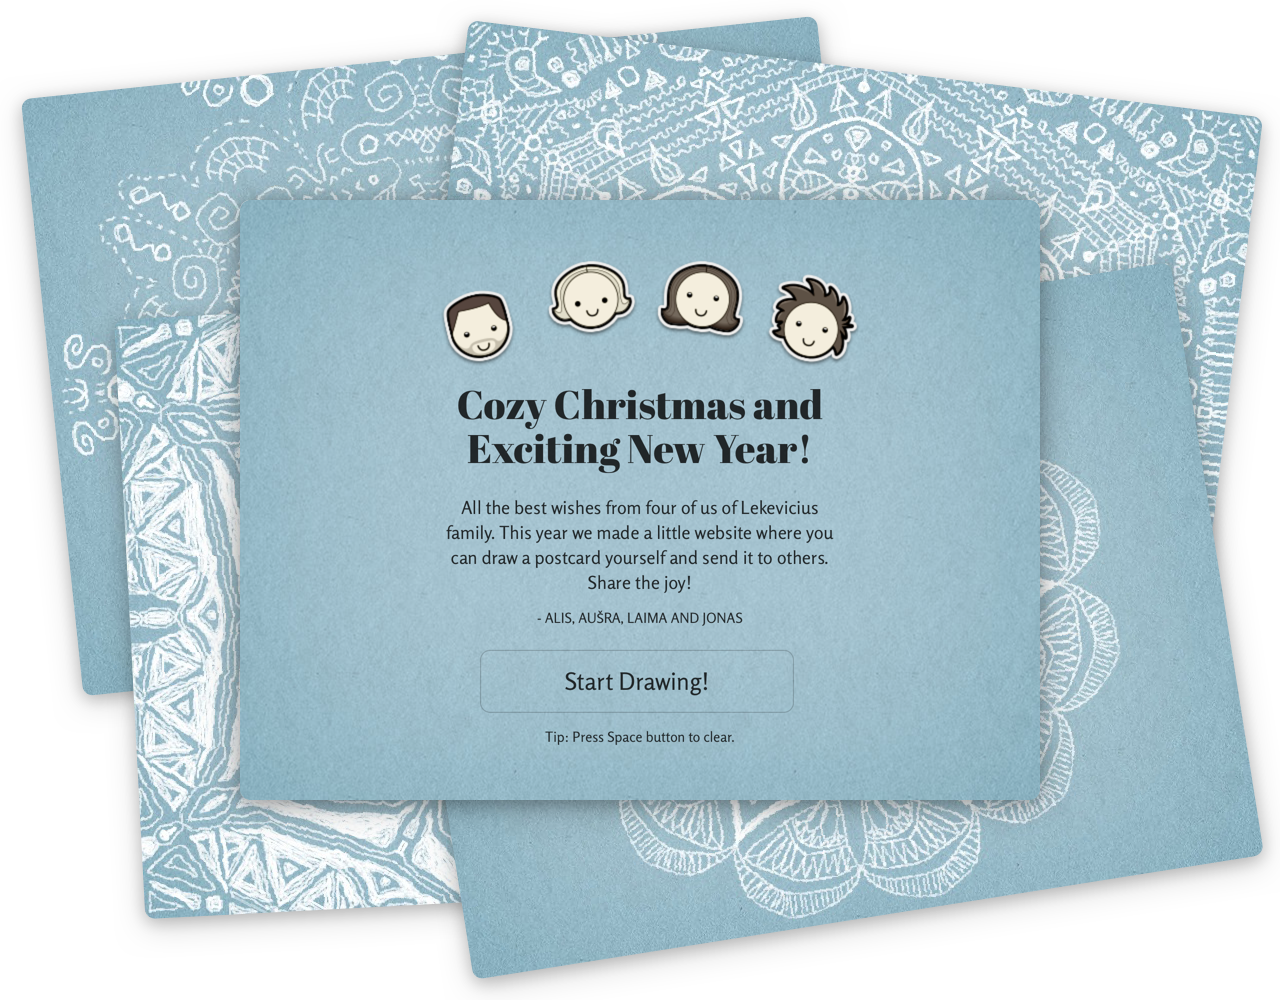 Cozy Christmas and
Exciting New Year!
All the best wishes from four of us of Lekevicius
family. This year we made a little website where you
can draw a postcard yourself and send it to others.
Share the joy!
- ALIS, AUŠRA, LAIMA AND JONAS
Start Drawing!
Tip: Press Space button to clear.